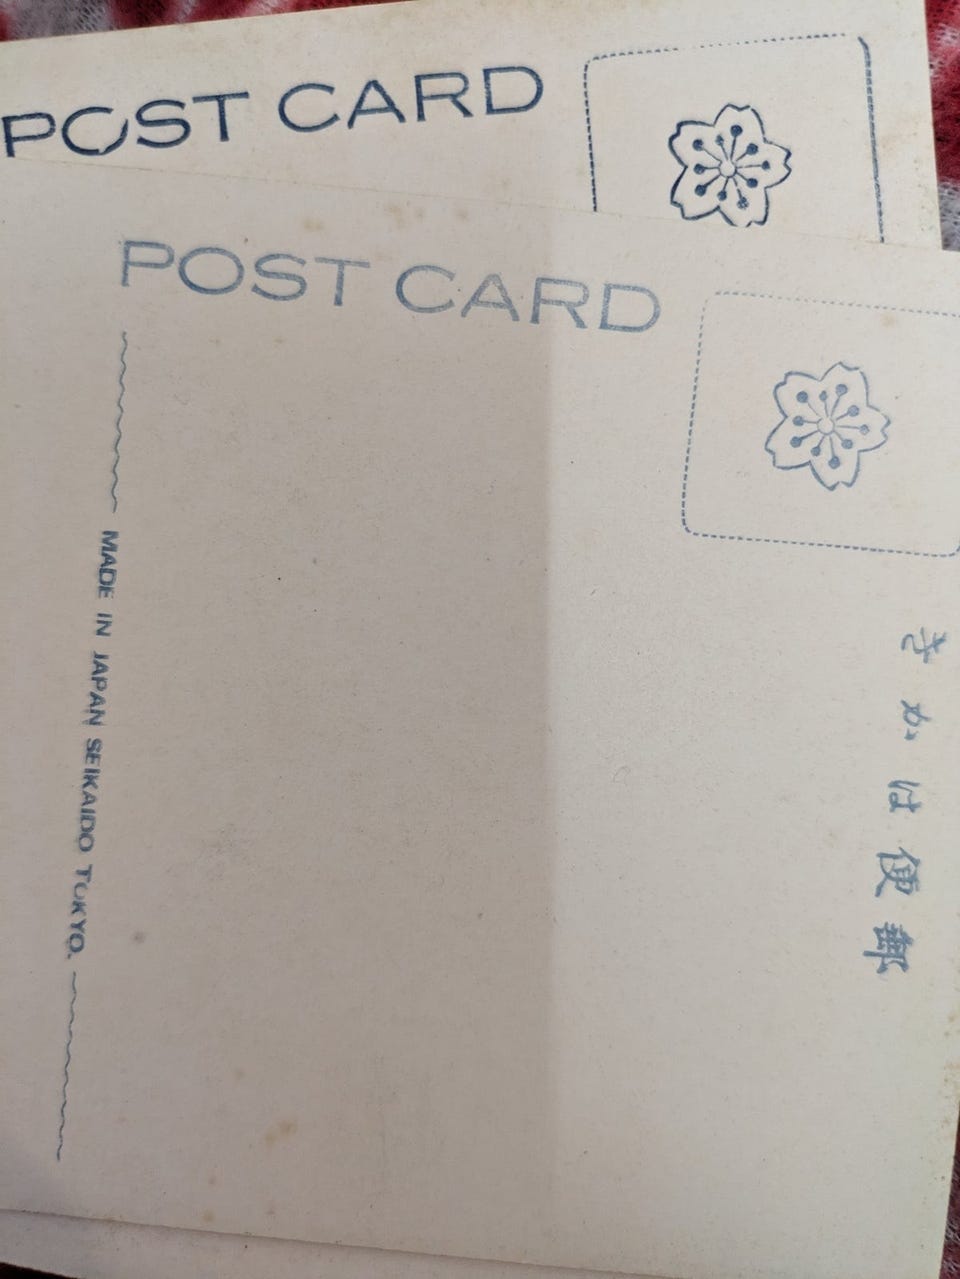 POST CARD
POST CARD
MADE IN JAPAN SEIKAIDO TOKYO.
郵便はかき